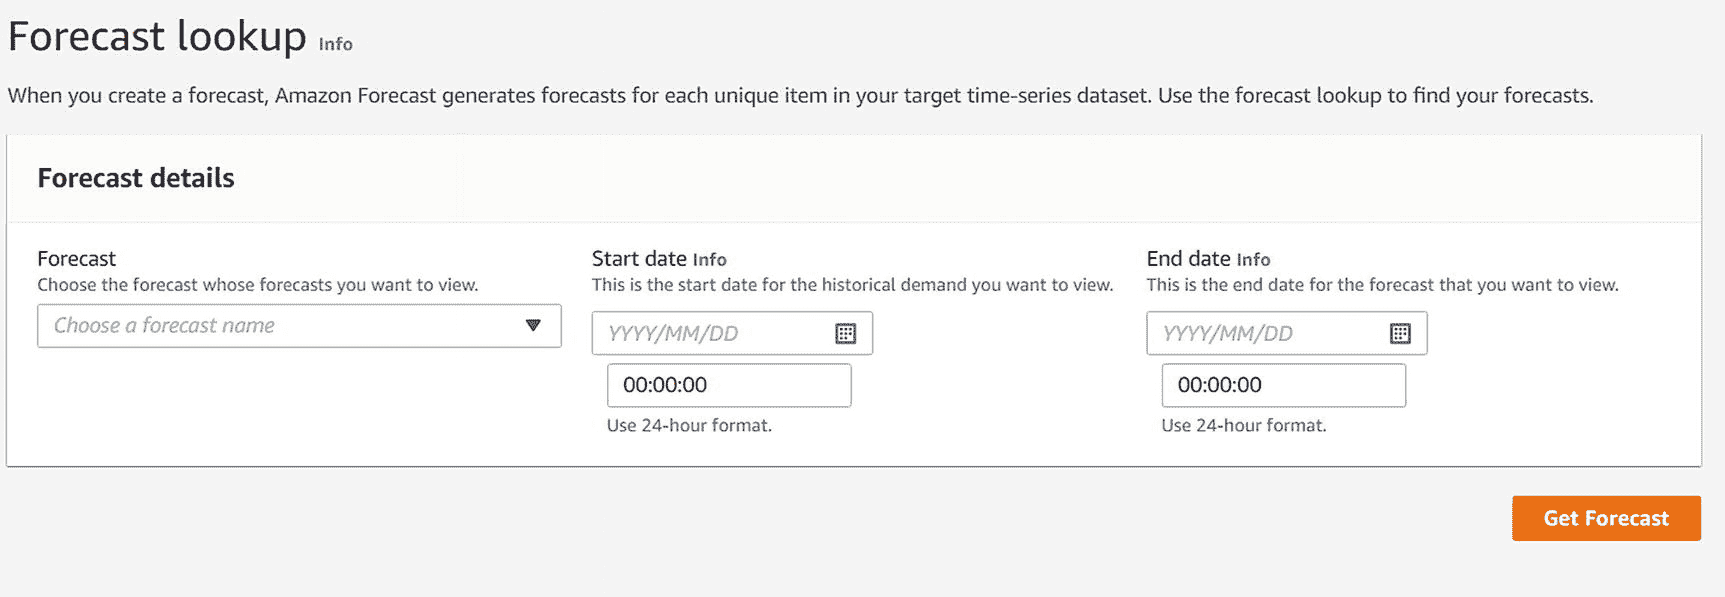 Forecast lookup Info
When you create a forecast, Amazon Forecast generates forecasts for each unique item in your target time-series dataset. Use the forecast lookup to find your forecasts.
Forecast details
Forecast
Choose the forecast whose forecasts you want to view.
Choose a forecast name
Start date Info
This is the start date for the historical demand you want to view.
YYYY/MM/DD
00:00:00
Use 24-hour format.
End date Info
This is the end date for the forecast that you want to view.
YYYY/MM/DD
00:00:00
Use 24-hour format.
Get Forecast